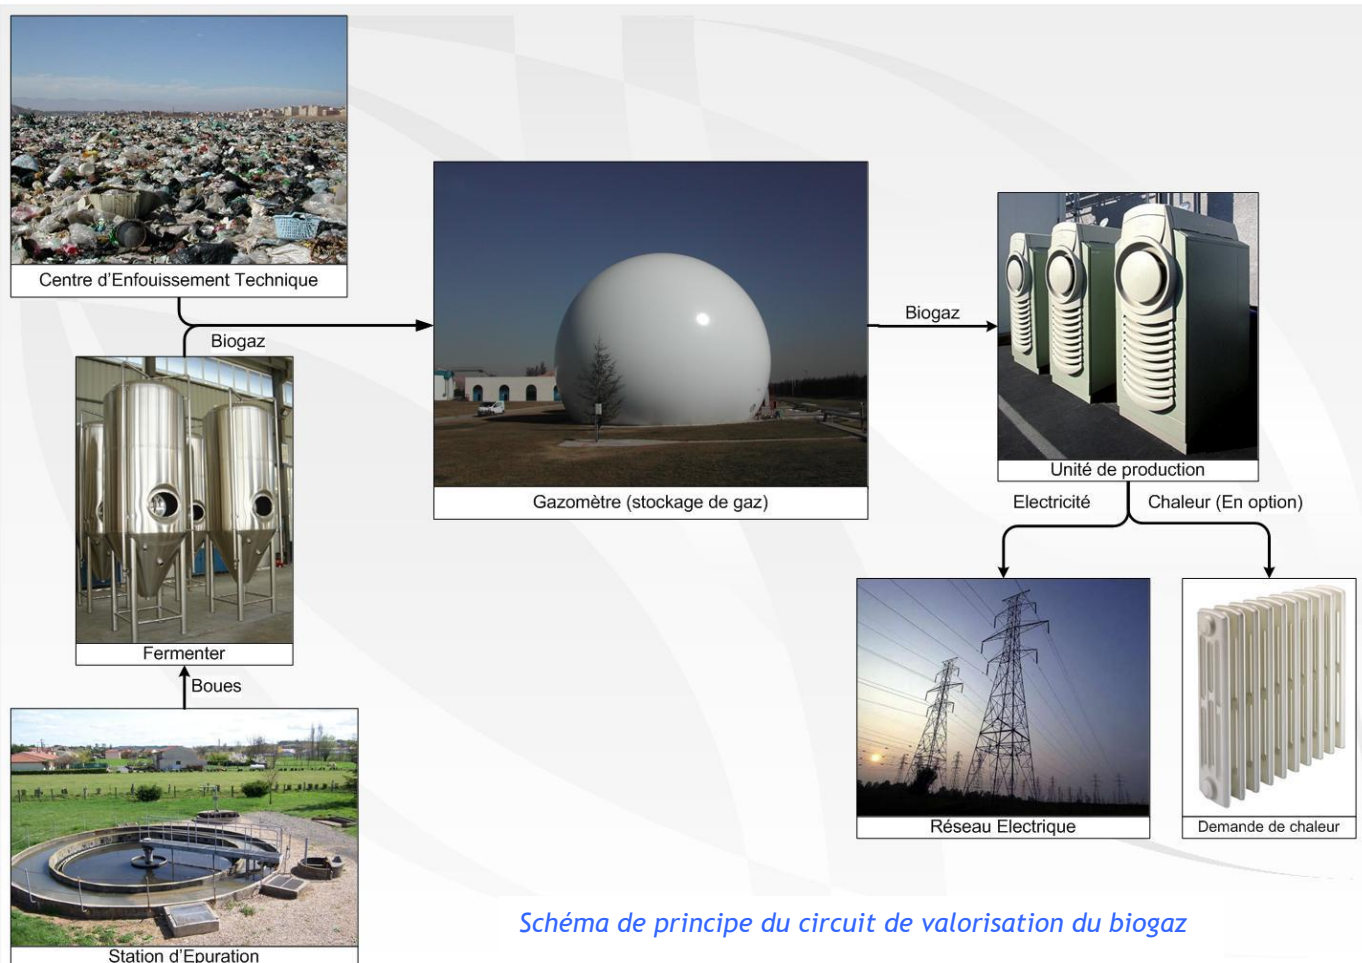 Centre d'Enfouissement Technique
Biogaz
Fermenter
Boues
Station d'Epuration
Gazomètre (stockage de gaz)
Biogaz
Unité de production
Electricité
Chaleur (En option)
Réseau Electrique
Demande de chaleur
Schéma de principe du circuit de valorisation du biogaz